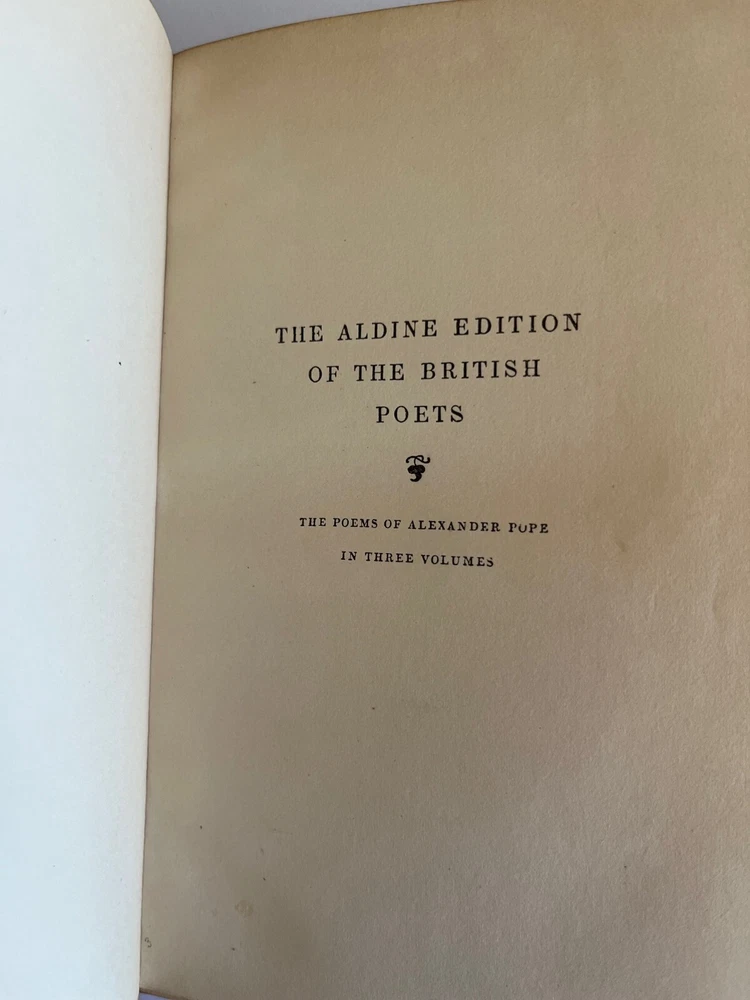 THE ALDINE EDITION
OF THE BRITISH
POETS
THE POEMS OF ALEXANDER POPE
IN THREE VOLUMES